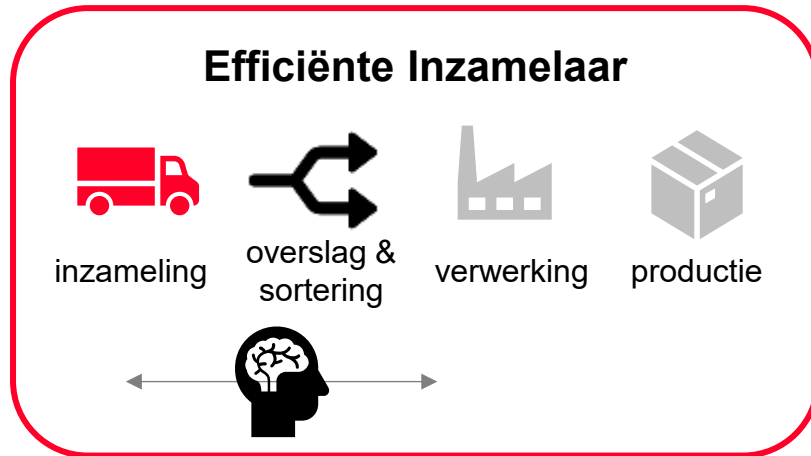 Efficiënte Inzamelaar
inzameling
overslag &
sortering
verwerking
productie